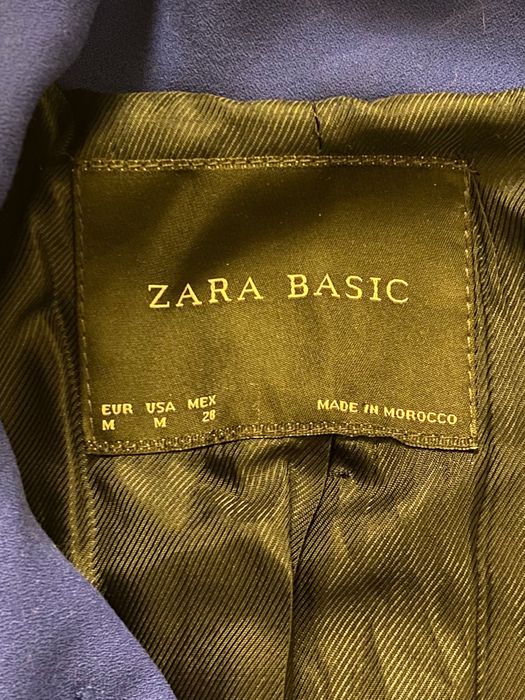 ZARA BASIC
EUR USA MEX
M M 28
MADE IN MOROCCO